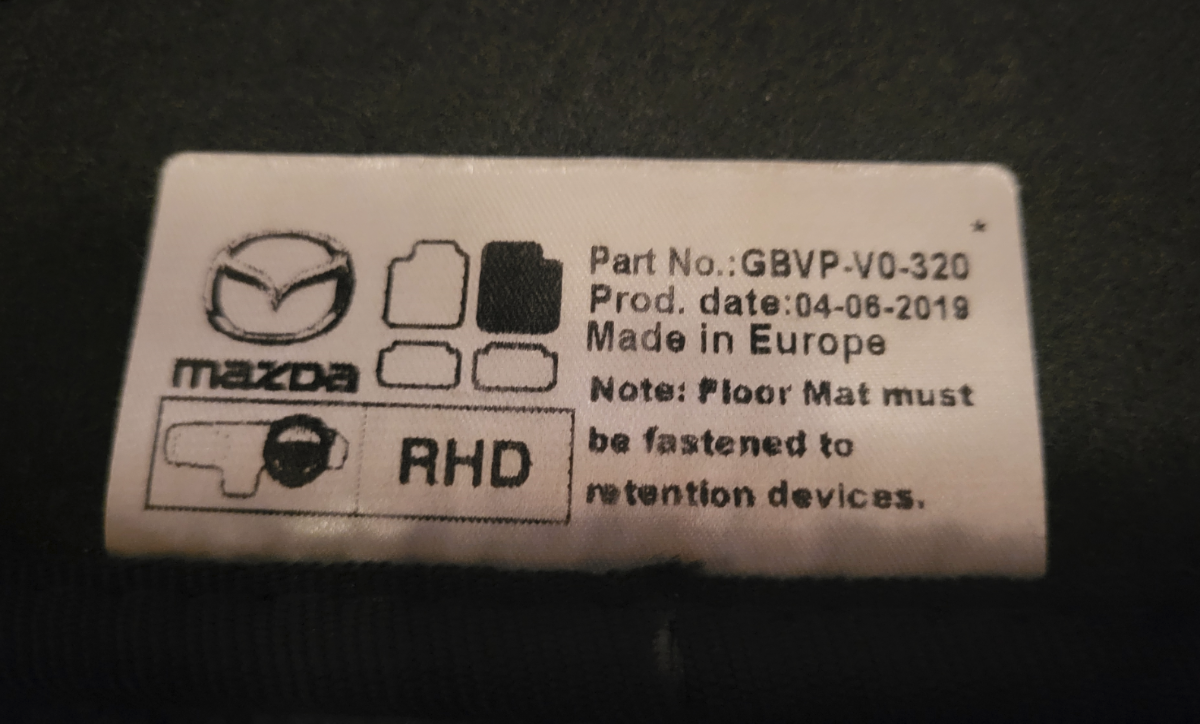 mazda
RHD
Part No.:GBVP-V0-320
Prod. date:04-06-2019
Made in Europe
Note: Floor Mat must
be fastened to
retention devices.
*